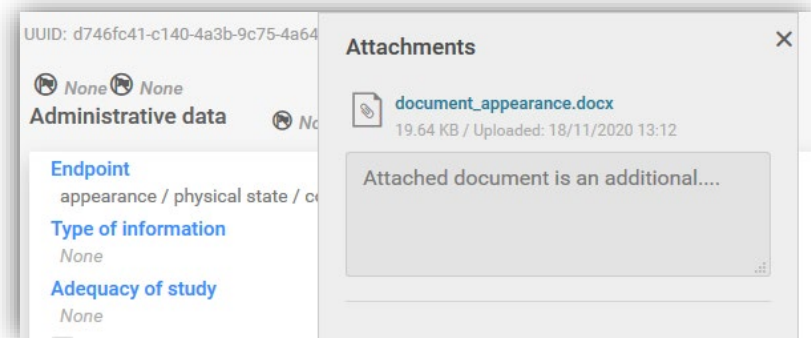 UUID: d746fc41-c140-4a3b-9c75-4a64
None None
Administrative data
Endpoint
appearance / physical state /
Type of information
None
Adequacy of study
None
Attachments
document_appearance.docx
19.64 KB / Uploaded: 18/11/2020 13:12
Attached document is an additional....